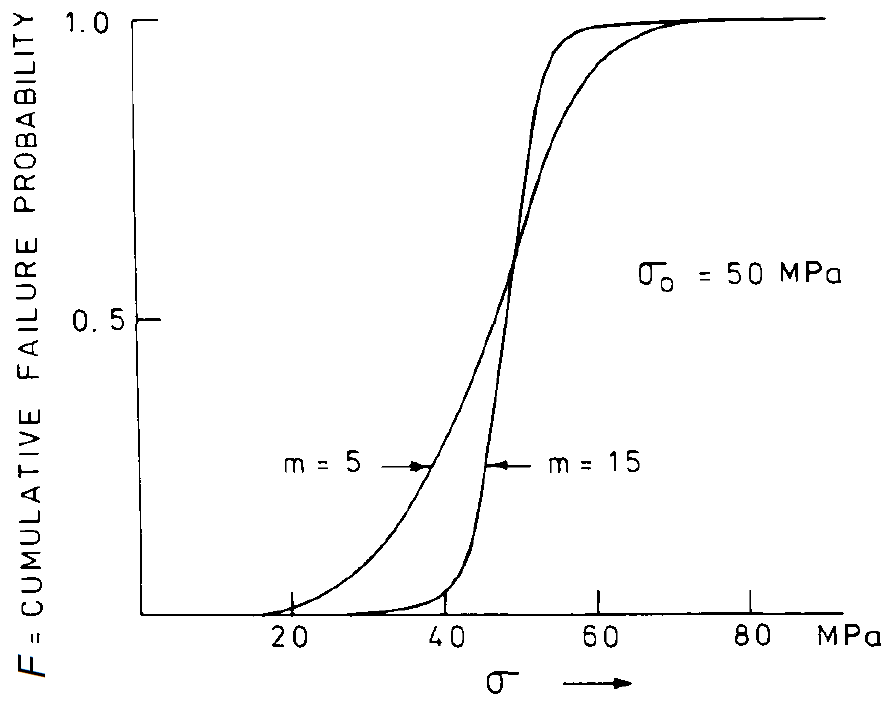 F = CUMULATIVE FAILURE PROBABILITY
1.0
0.5
σ₀ = 50 MPa
m = 5
m = 15
20 40 60 80 MPa
σ